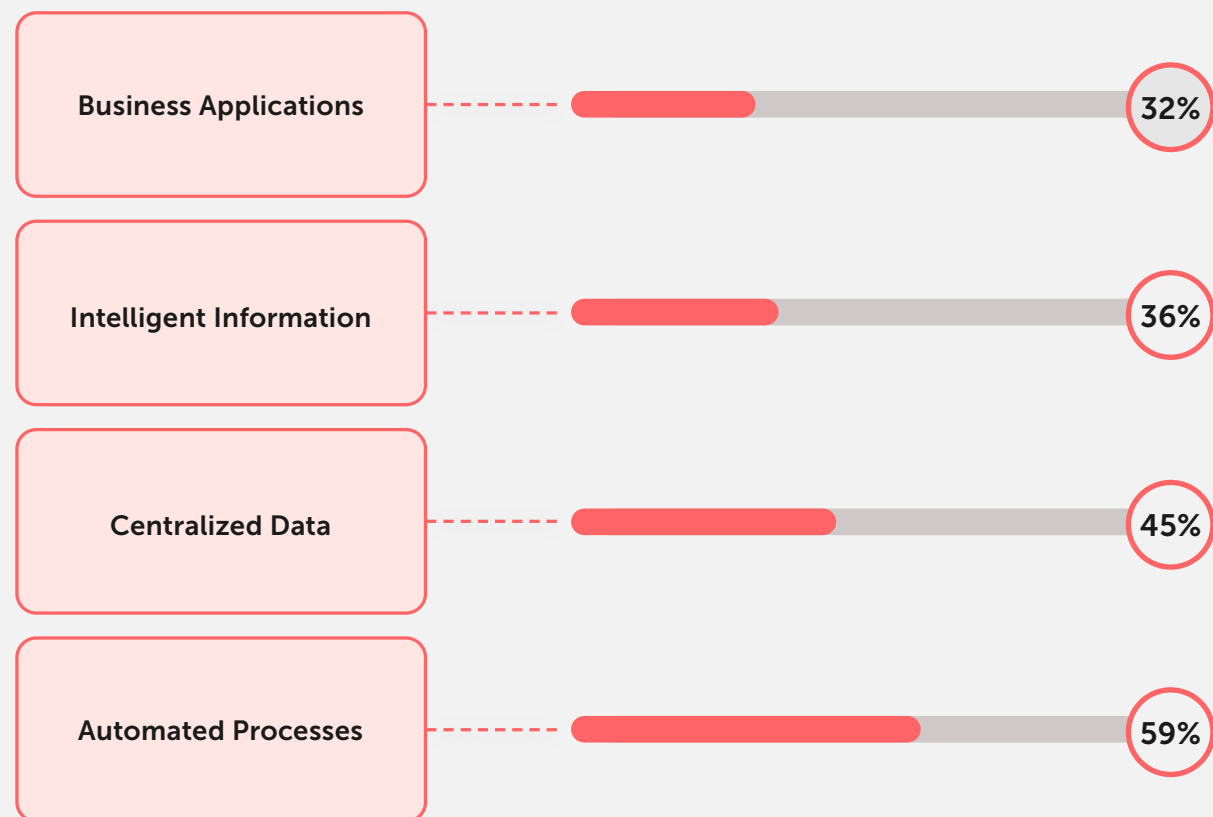 Business Applications
32%
Intelligent Information
36%
Centralized Data
45%
Automated Processes
59%